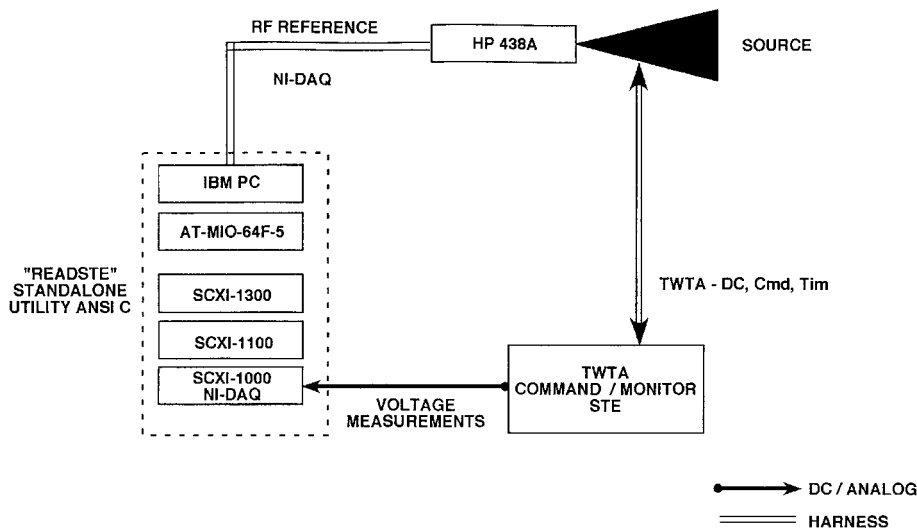 RF REFERENCE
HP 438A
SOURCE
NI-DAQ
IBM PC
AT-MIO-64F-5
"READSTE"
STANDALONE
UTILITY ANSI C
SCXI-1300
SCXI-1100
SCXI-1000
NI-DAQ
TWTA - DC, Cmd, Tim
TWTA
COMMAND / MONITOR
STE
VOLTAGE
MEASUREMENTS
DC / ANALOG
HARNESS